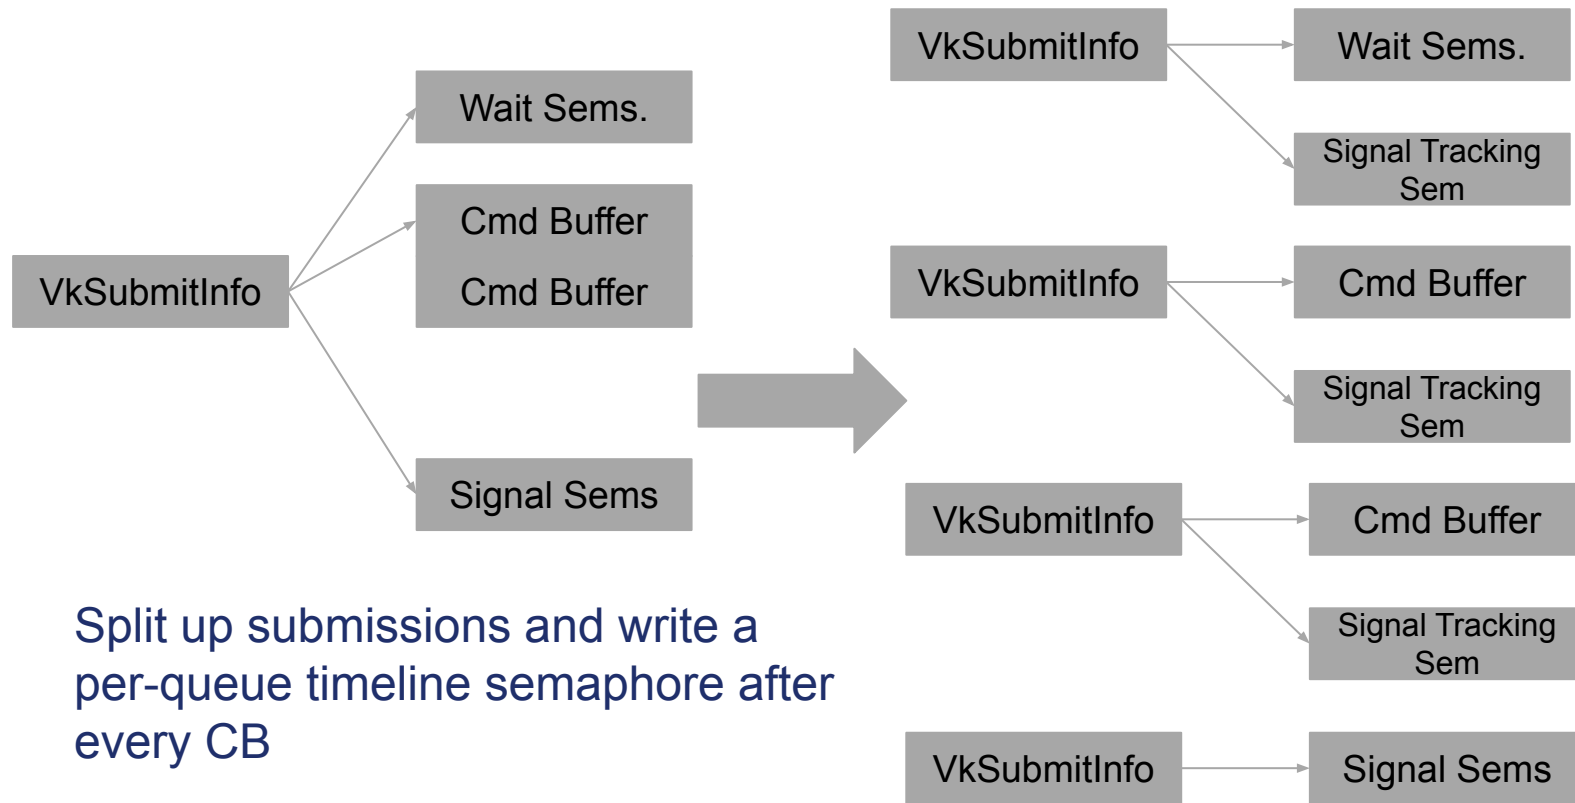 VkSubmitInfo
Wait Sems.
Cmd Buffer
Cmd Buffer
Signal Sems
Split up submissions and write a
per-queue timeline semaphore after
every CB
VkSubmitInfo
Wait Sems.
Signal Tracking
Sem
VkSubmitInfo
Cmd Buffer
Signal Tracking
Sem
VkSubmitInfo
Cmd Buffer
Signal Tracking
Sem
VkSubmitInfo
Signal Sems